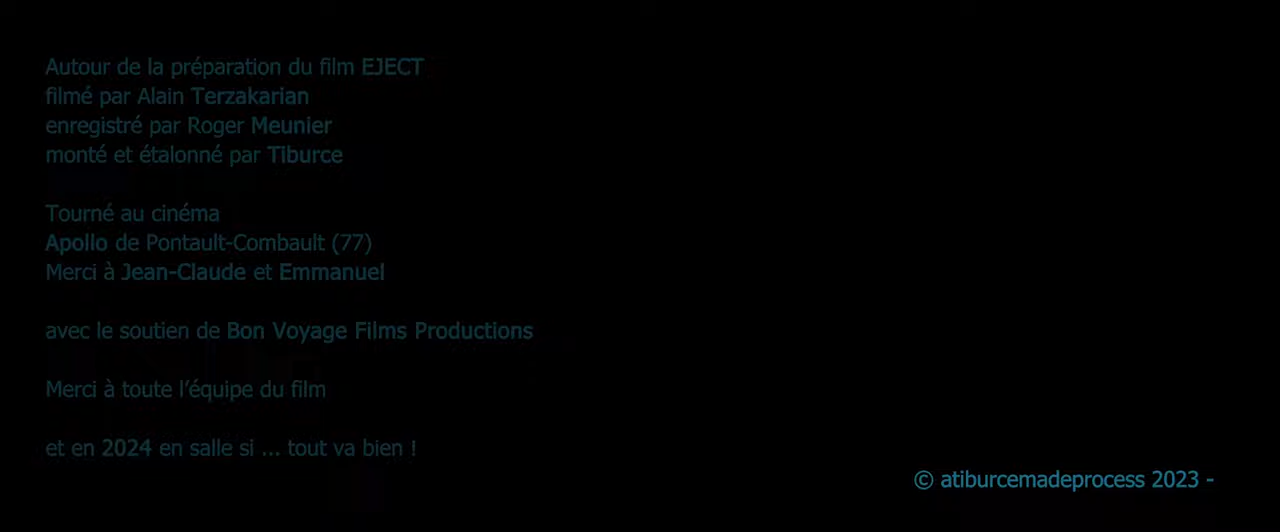 Autour de la préparation du film EJECT
filmé par Alain Terzakarian
enregistré par Roger Meunier
monté et étalonné par Tiburce
Tourné au cinéma
Apollo de Pontault-Combault (77)
Merci à Jean-Claude et Emmanuel
avec le soutien de Bon Voyage Films Productions
Merci à toute l’équipe du film
et en 2024 en salle si ... tout va bien !
© atiburcemadeprocess 2023 -